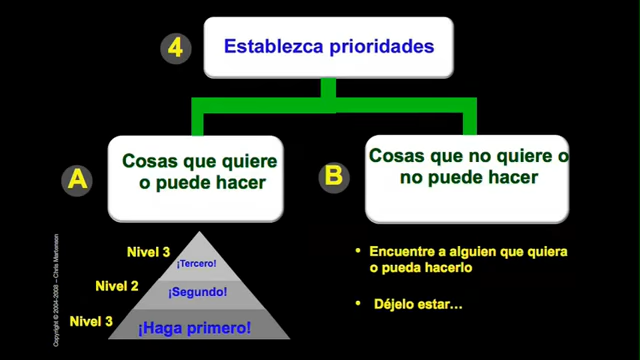 4
Establezca prioridades
A
Cosas que quiere
o puede hacer
B
Cosas que no quiere o
no puede hacer
Nivel 3
¡Tercero!
Nivel 2
¡Segundo!
Nivel 3
¡Haga primero!
• Encuentre a alguien que quiera
o pueda hacerlo
• Déjelo estar…
Copyright © 2004-2008 – Chris Martenson